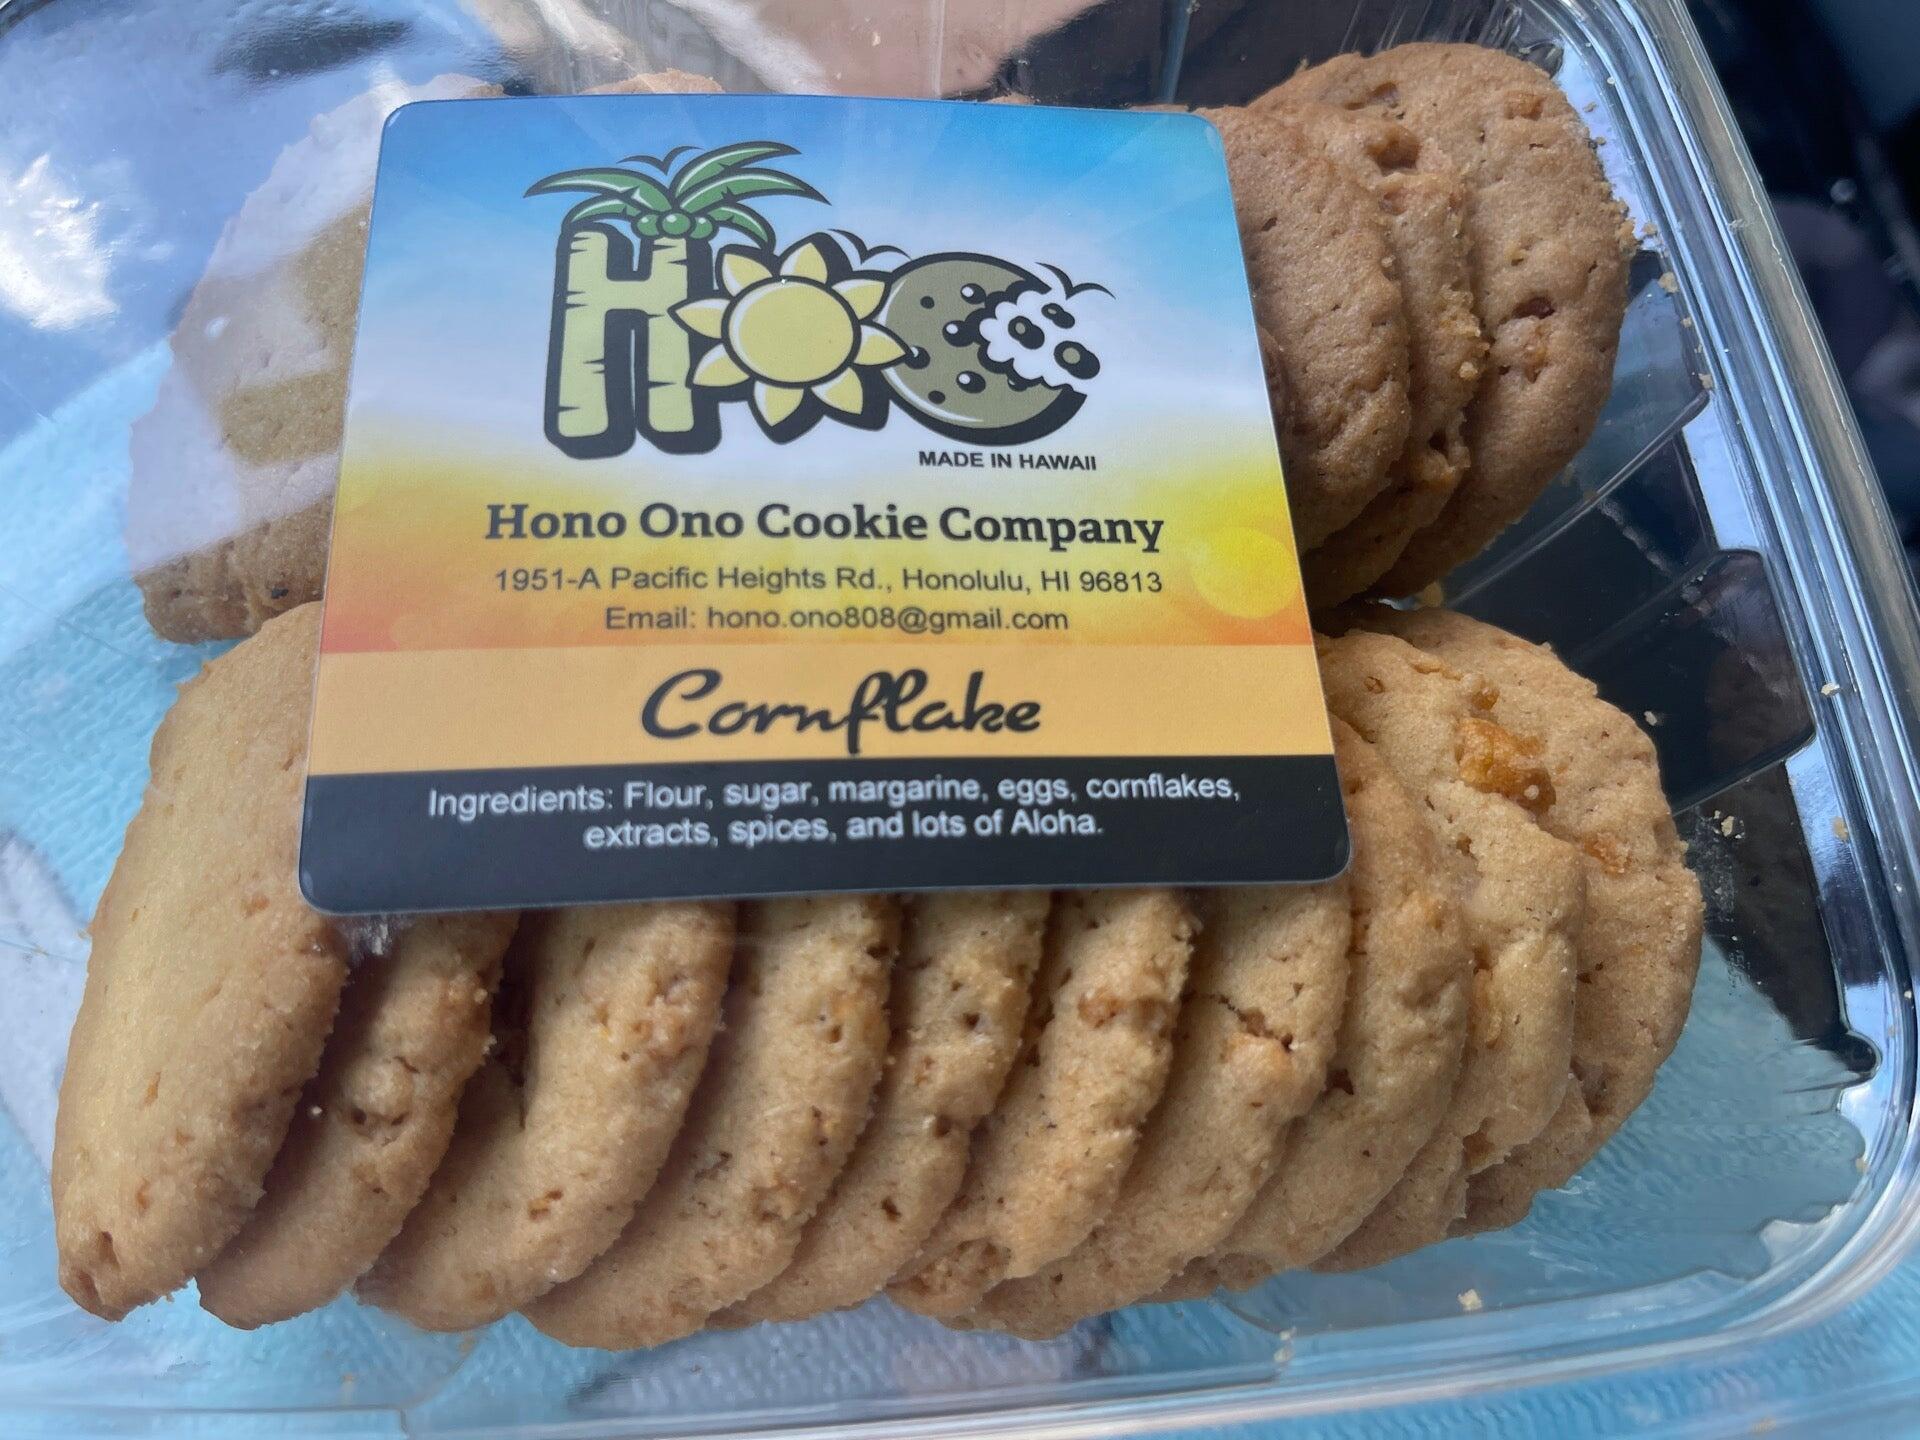 HOO
MADE IN HAWAII
Hono Ono Cookie Company
1951-A Pacific Heights Rd., Honolulu, HI 96813
Email: hono.ono808@gmail.com
Cornflake
Ingredients: Flour, sugar, margarine, eggs, cornflakes,
extracts, spices, and lots of Aloha.